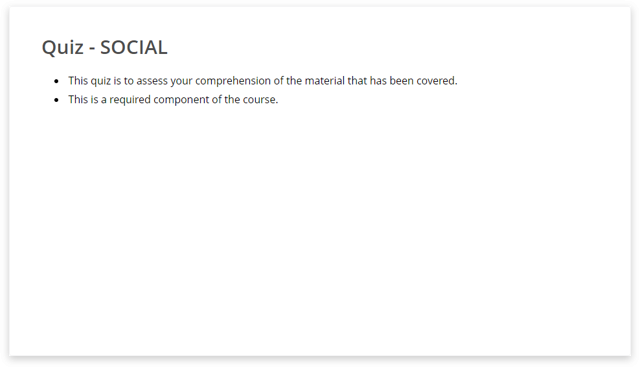 Quiz - SOCIAL
• This quiz is to assess your comprehension of the material that has been covered.
• This is a required component of the course.